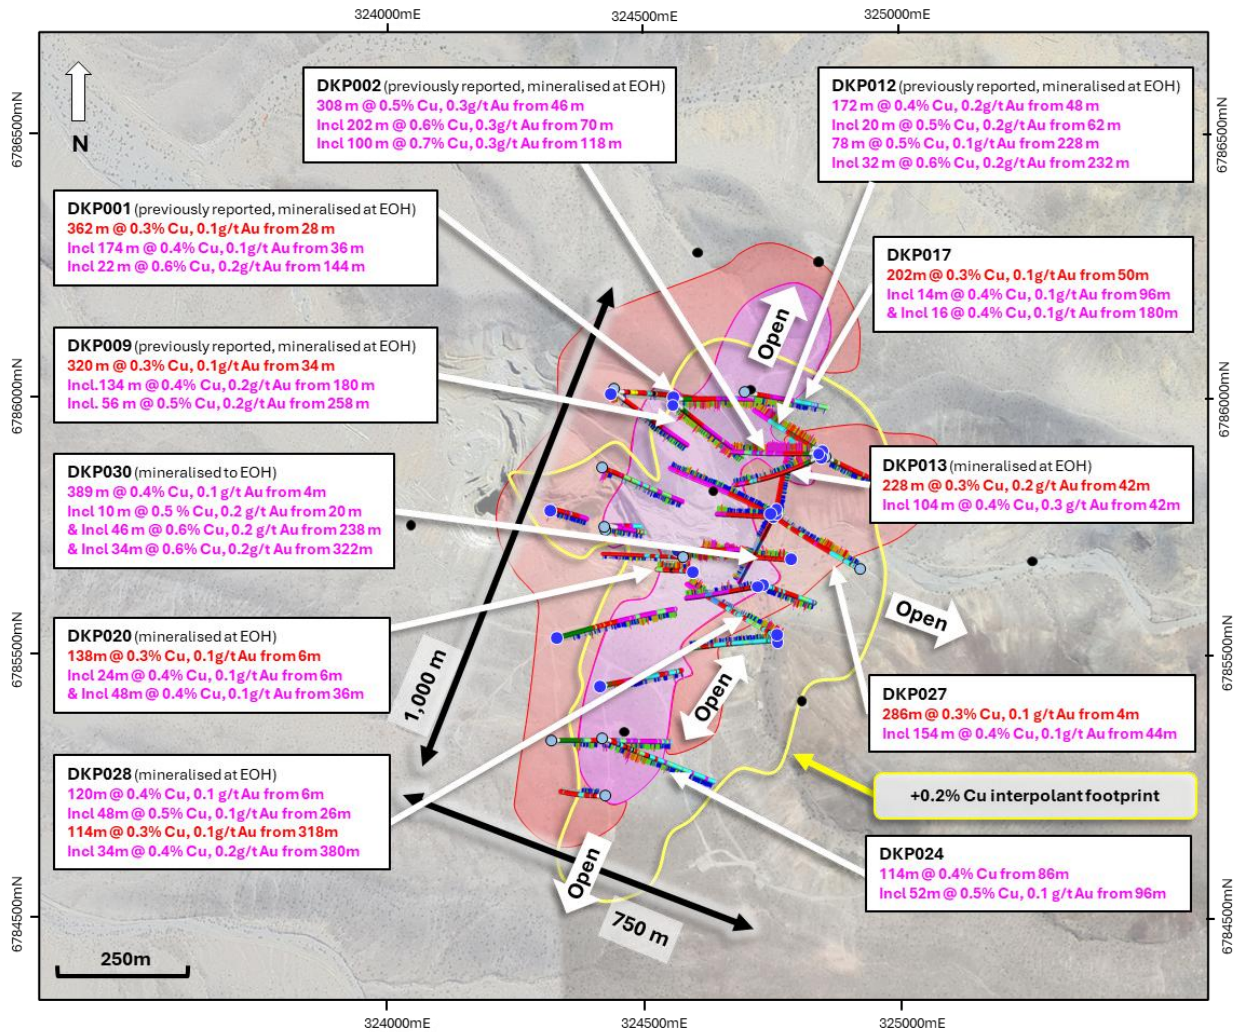 324000mE
324500mE
325000mE
DKP002 (previously reported, mineralised at EOH)
308 m @ 0.5% Cu, 0.3g/t Au from 46 m
Incl 202 m @ 0.6% Cu, 0.3g/t Au from 70 m
Incl 100 m @ 0.7% Cu, 0.3g/t Au from 118 m
DKP012 (previously reported, mineralised at EOH)
172 m @ 0.4% Cu, 0.2g/t Au from 48 m
Incl 20 m @ 0.5% Cu, 0.2g/t Au from 62 m
78 m @ 0.5% Cu, 0.1g/t Au from 228 m
Incl 32 m @ 0.6% Cu, 0.2g/t Au from 232 m
N
6786500mN
6786500mN
DKP001 (previously reported, mineralised at EOH)
362 m @ 0.3% Cu, 0.1g/t Au from 28 m
Incl 174 m @ 0.4% Cu, 0.1g/t Au from 36 m
Incl 22 m @ 0.6% Cu, 0.2g/t Au from 144 m
DKP017
202m @ 0.3% Cu, 0.1g/t Au from 50m
Incl 14m @ 0.4% Cu, 0.1g/t Au from 96m
& Incl 16 @ 0.4% Cu, 0.1g/t Au from 180m
Open
DKP009 (previously reported, mineralised at EOH)
320 m @ 0.3% Cu, 0.1g/t Au from 34 m
Incl.134 m @ 0.4% Cu, 0.2g/t Au from 180 m
Incl. 56 m @ 0.5% Cu, 0.2g/t Au from 258 m
6786000mN
6786000mN
DKP030 (mineralised to EOH)
389 m @ 0.4% Cu, 0.1 g/t Au from 4m
Incl 10 m @ 0.5 % Cu, 0.2 g/t Au from 20 m
& Incl 46 m @ 0.6% Cu, 0.2 g/t Au from 238 m
& Incl 34m @ 0.6% Cu, 0.2g/t Au from 322m
DKP013 (mineralised at EOH)
228 m @ 0.3% Cu, 0.2 g/t Au from 42m
Incl 104 m @ 0.4% Cu, 0.3 g/t Au from 42m
Open
DKP020 (mineralised at EOH)
138m @ 0.3% Cu, 0.1g/t Au from 6m
Incl 24m @ 0.4% Cu, 0.1g/t Au from 6m
& Incl 48m @ 0.4% Cu, 0.1g/t Au from 36m
6785500mN
6785500mN
1,000 m
Open
DKP027
286m @ 0.3% Cu, 0.1 g/t Au from 4m
Incl 154 m @ 0.4% Cu, 0.1g/t Au from 44m
DKP028 (mineralised at EOH)
120m @ 0.4% Cu, 0.1 g/t Au from 6m
Incl 48m @ 0.5% Cu, 0.1g/t Au from 26m
114m @ 0.3% Cu, 0.1g/t Au from 318m
Incl 34m @ 0.4% Cu, 0.2g/t Au from 380m
+0.2% Cu interpolant footprint
DKP024
114m @ 0.4% Cu from 86m
Incl 52m @ 0.5% Cu, 0.1 g/t Au from 96m
Open
750 m
6784500mN
6784500mN
250m
324000mE
324500mE
325000mE